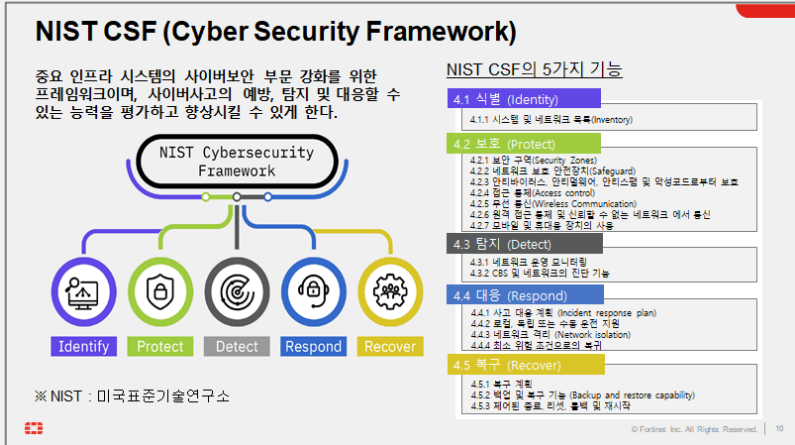 NIST CSF (Cyber Security Framework)
중요 인프라 시스템의 사이버보안 부문 강화를 위한
프레임워크이며, 사이버사고의 예방, 탐지 및 대응할 수
있는 능력을 평가하고 향상시킬 수 있게 한다.
NIST Cybersecurity
Framework
Identify
Protect
Detect
Respond
Recover
※ NIST : 미국표준기술연구소
NIST CSF의 5가지 기능
4.1 식별 (Identity)
4.1.1 시스템 및 네트워크 목록(Inventory)
4.2 보호 (Protect)
4.2.1 보안 구역(Security Zones)
4.2.2 네트워크 보호 안전장치(Safeguard)
4.2.3 안티바이러스, 안티멀웨어, 안티스팸 및 악성코드로부터 보호
4.2.4 접근 통제(Access control)
4.2.5 무선 통신(Wireless Communication)
4.2.6 원격 접근 통제 및 신뢰할 수 없는 네트워크 에서 통신
4.2.7 모바일 및 휴대용 장치의 사용
4.3 탐지 (Detect)
4.3.1 네트워크 운영 모니터링
4.3.2 CBS 및 네트워크의 진단 기능
4.4 대응 (Respond)
4.4.1 사고 대응 계획 (Incident response plan)
4.4.2 로컬, 독립 또는 수동 운전 지원
4.4.3 네트워크 격리 (Network isolation)
4.4.4 최소 위험 조건으로의 복귀
4.5 복구 (Recover)
4.5.1 복구 계획
4.5.2 백업 및 복구 기능 (Backup and restore capability)
4.5.3 제어된 종료, 리셋, 롤백 및 재시작
© Fortinet Inc. All Rights Reserved.
10